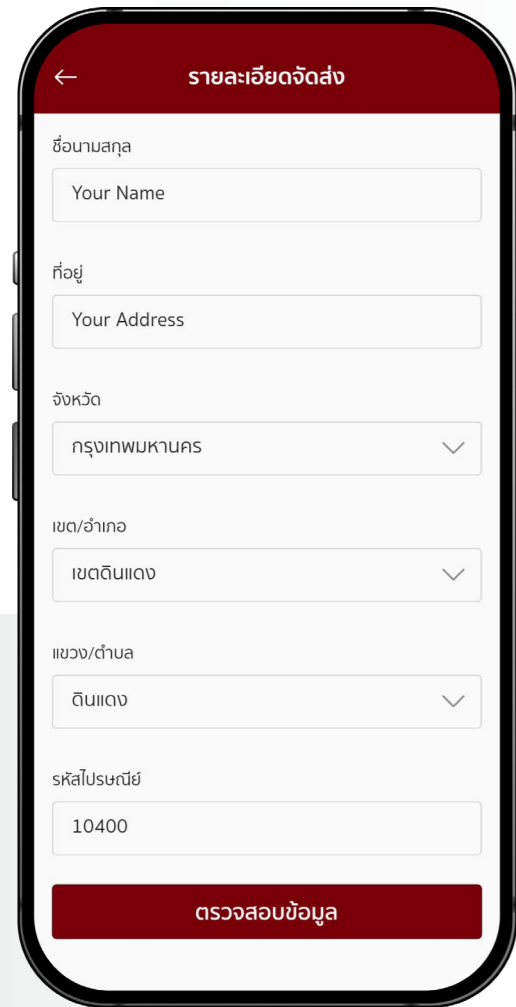 รายละเอียดจัดส่ง
ชื่อนามสกุล
Your Name
ที่อยู่
Your Address
จังหวัด
กรุงเทพมหานคร
เขต/อำเภอ
เขตดินแดง
แขวง/ตำบล
ดินแดง
รหัสไปรษณีย์
10400
ตรวจสอบข้อมูล